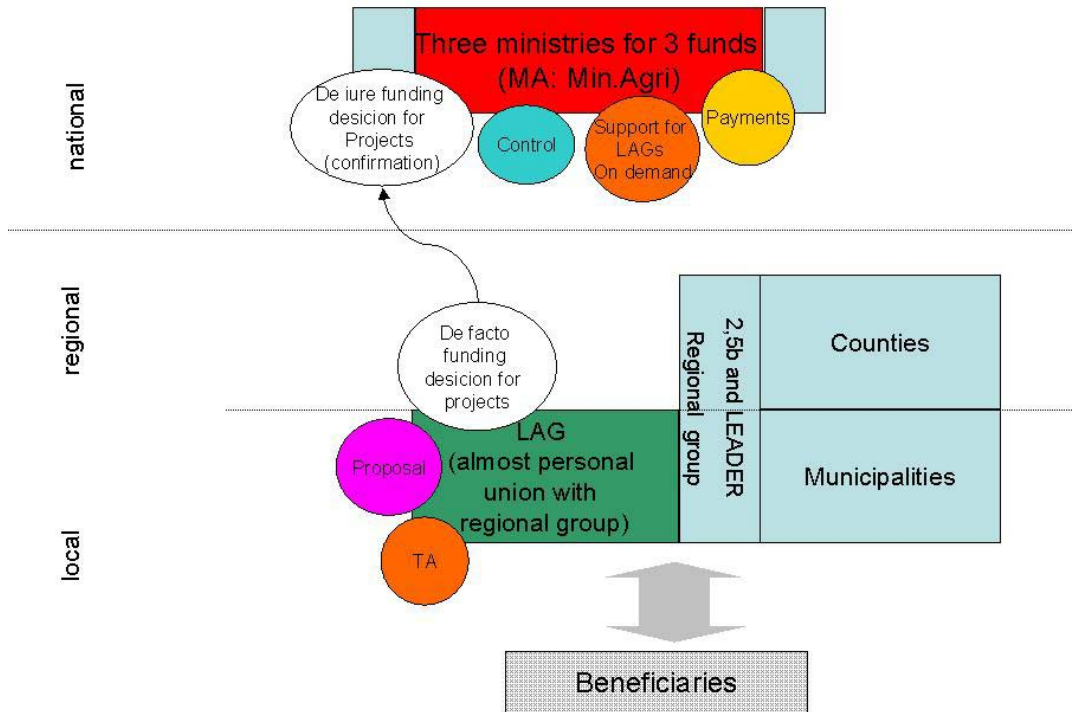 Three ministries for 3 funds
(MA: Min.Agri)
De iure funding
desicion for
Projects
(confirmation)
Control
Support for
LAGs
On demand
Payments
national
regional
De facto
funding
desicion for
projects
2,5b and LEADER
Regional group
Counties
Municipalities
LAG
(almost personal
union with
regional group)
Proposal
TA
local
Beneficiaries